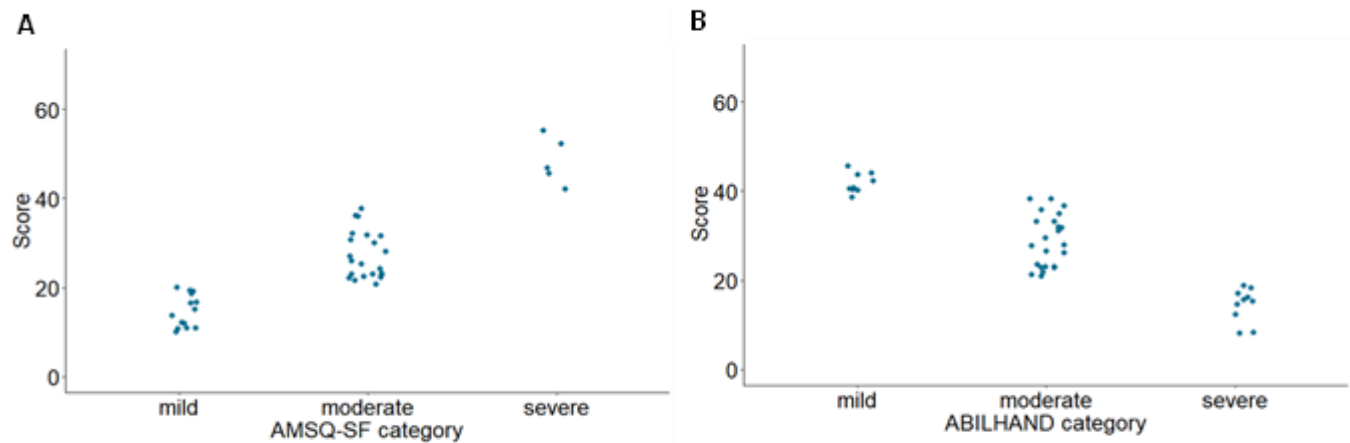 A
Score
60
40
20
0
mild moderate severe
AMSQ-SF category
B
Score
60
40
20
0
mild moderate severe
ABILHAND category